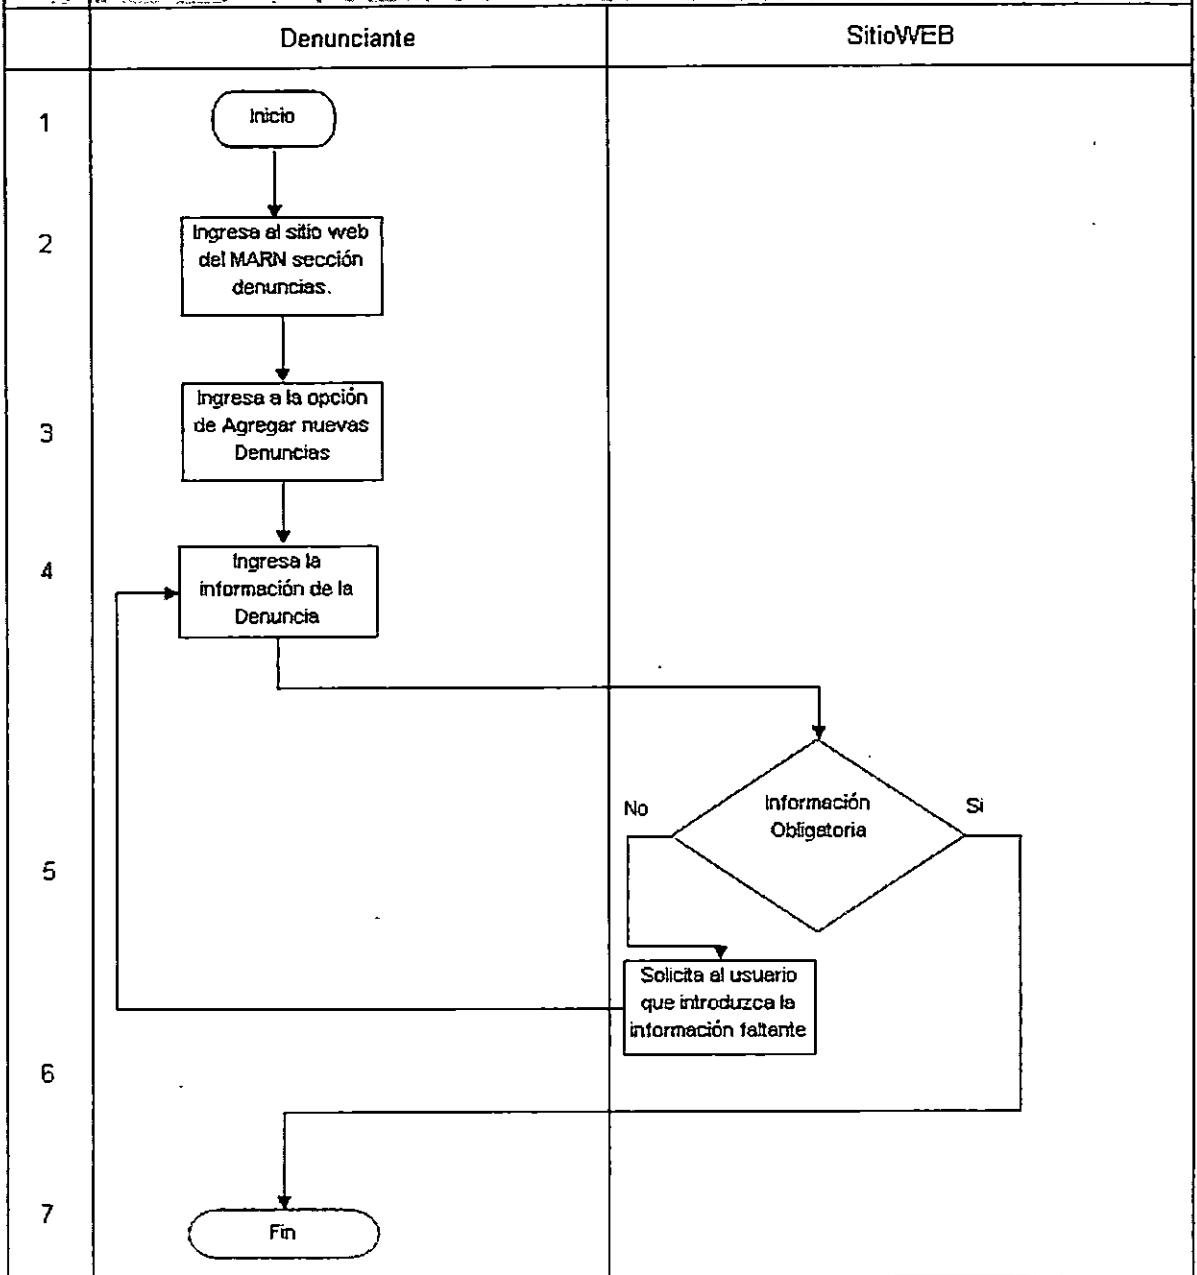 Denunciante
SitioWEB
1
Inicio
2
Ingresa al sitio web
del MARN sección
denuncias.
3
Ingresa a la opción
de Agregar nuevas
Denuncias
4
Ingresa la
información de la
Denuncia
No
Información
Obligatoria
Si
5
Solicita al usuario
que introduzca la
información faltante
6
7
Fin